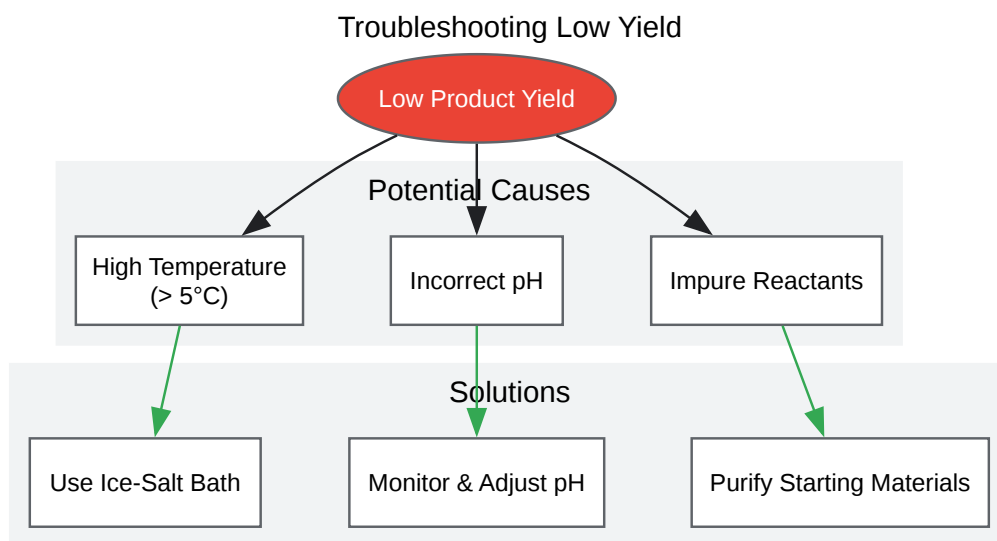 Troubleshooting Low Yield
Low Product Yield
Potential Causes
High Temperature
(> 5°C)
Incorrect pH
Impure Reactants
Solutions
Use Ice-Salt Bath
Monitor & Adjust pH
Purify Starting Materials